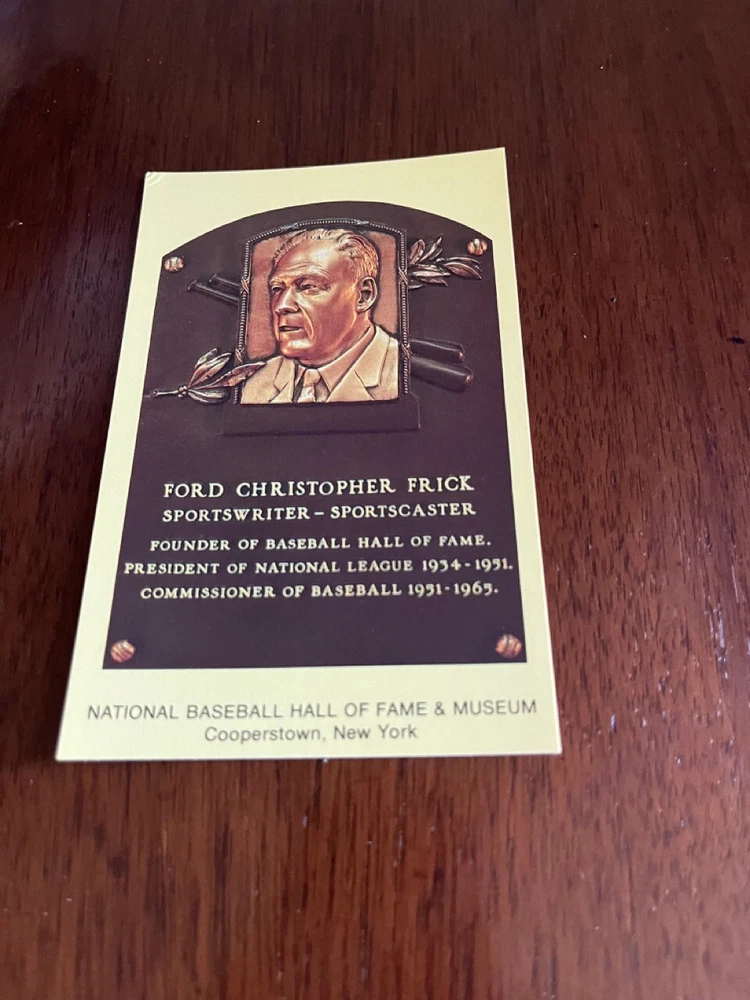 FORD CHRISTOPHER FRICK
SPORTSWRITER – SPORTSCASTER
FOUNDER OF BASEBALL HALL OF FAME.
PRESIDENT OF NATIONAL LEAGUE 1934-1951.
COMMISSIONER OF BASEBALL 1951-1965.
NATIONAL BASEBALL HALL OF FAME & MUSEUM
Cooperstown, New York